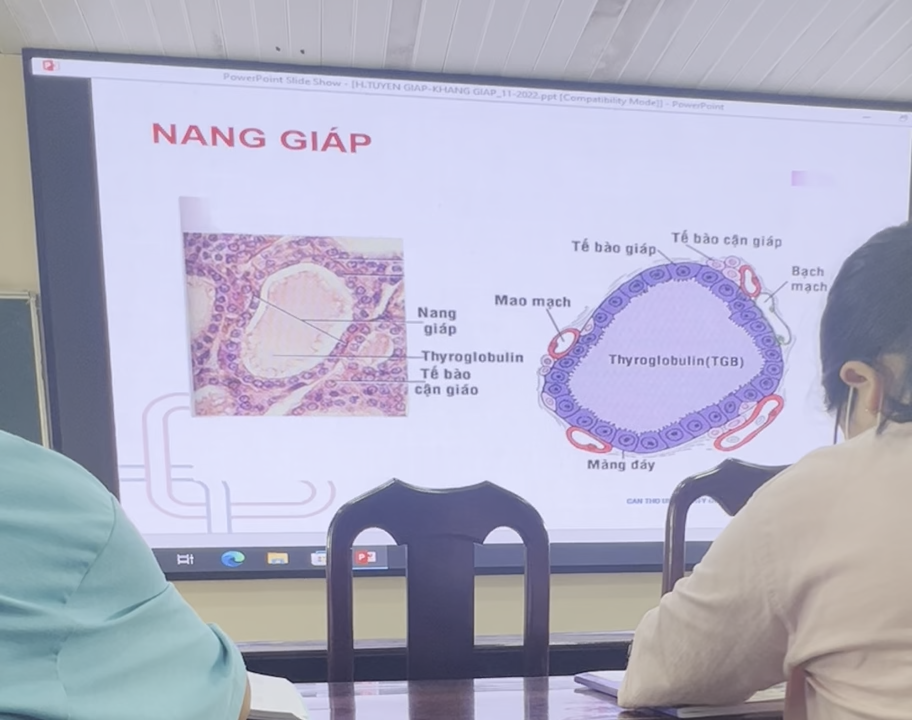 PowerPoint Slide Show - [H.TUYEN GIAP-KHANG GIAP_11-2022.ppt [Compatibility Mode]] - PowerPoint
NANG GIÁP
Nang
giáp
Thyroglobulin
Tế bào
cận giáo
Tế bào giáp
Tế bào cận giáp
Bạch
mạch
Mao mạch
Thyroglobulin(TGB)
Màng đáy
CAN THO